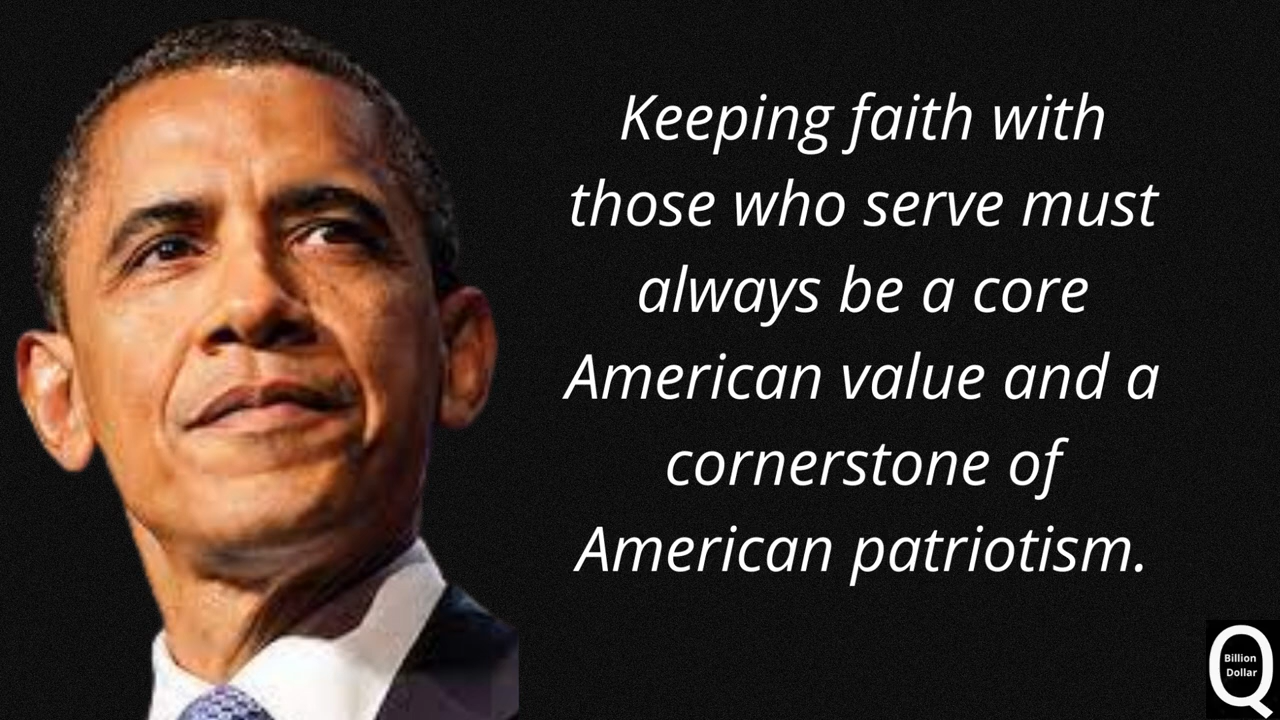 Keeping faith with
those who serve must
always be a core
American value and a
cornerstone of
American patriotism.
Q
Billion
Dollar